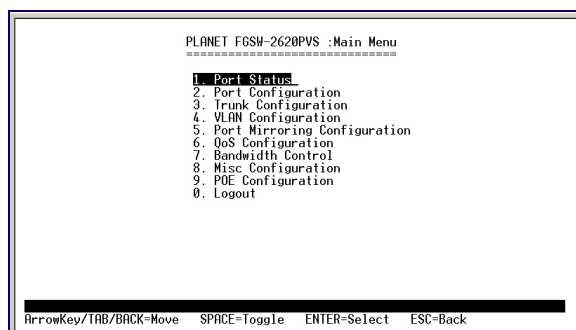 PLANET FGSW-2620PVS :Main Menu
==============================
1. Port Status_
2. Port Configuration
3. Trunk Configuration
4. VLAN Configuration
5. Port Mirroring Configuration
6. QoS Configuration
7. Bandwidth Control
8. Misc Configuration
9. POE Configuration
0. Logout
ArrowKey/TAB/BACK=Move SPACE=Toggle ENTER=Select ESC=Back